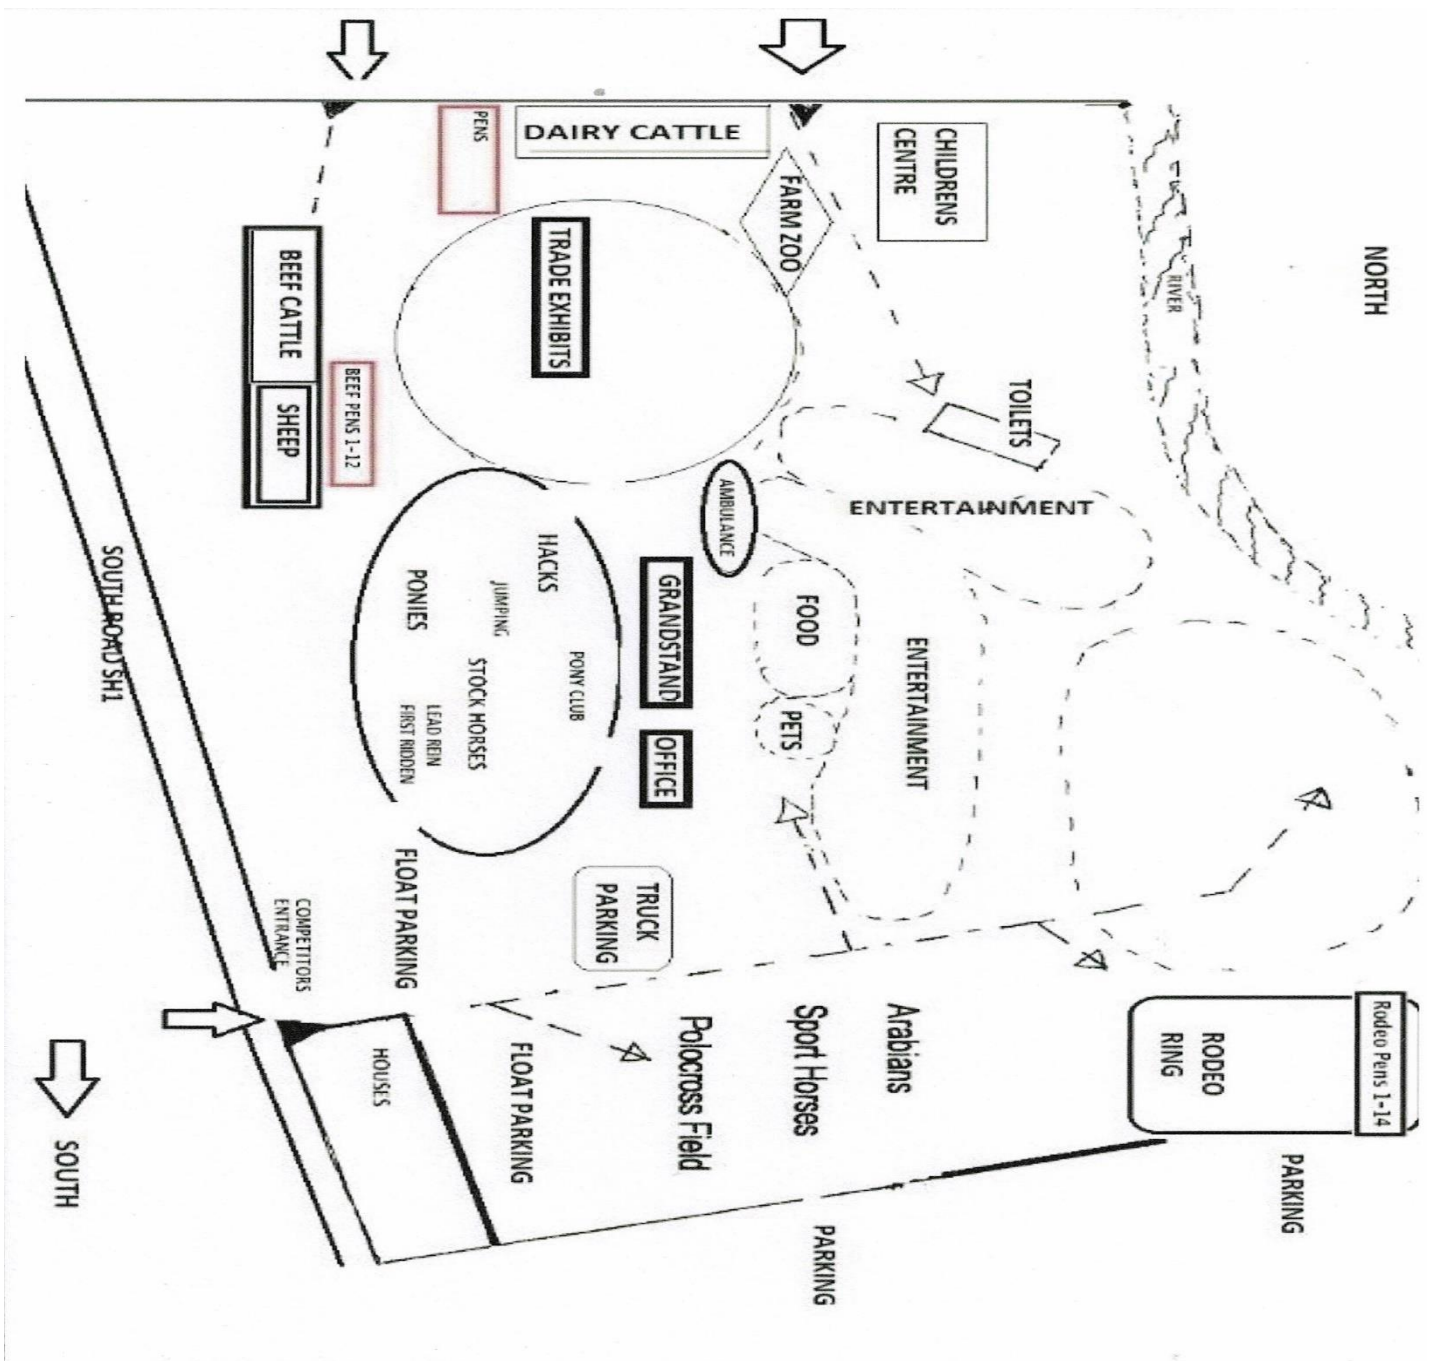 PENS
DAIRY CATTLE
CHILDRENS
CENTRE
FARM ZOO
RIVER
NORTH
TRADE EXHIBITS
BEEF CATTLE
SHEEP
BEEF PENS 1-12
TOILETS
AMBULANCE
ENTERTAINMENT
HACKS
JUMPING
PONIES
PONY CLUB
STOCK HORSES
LEAD REIN
FIRST RIDDEN
GRANDSTAND
OFFICE
FOOD
PETS
ENTERTAINMENT
SOUTH ROAD SH1
FLOAT PARKING
TRUCK
PARKING
COMPETITORS
ENTRANCE
HOUSES
FLOAT PARKING
Polocross Field
Sport Horses
Arabians
RODEO
RING
Rodeo Pens 1-14
PARKING
PARKING
SOUTH